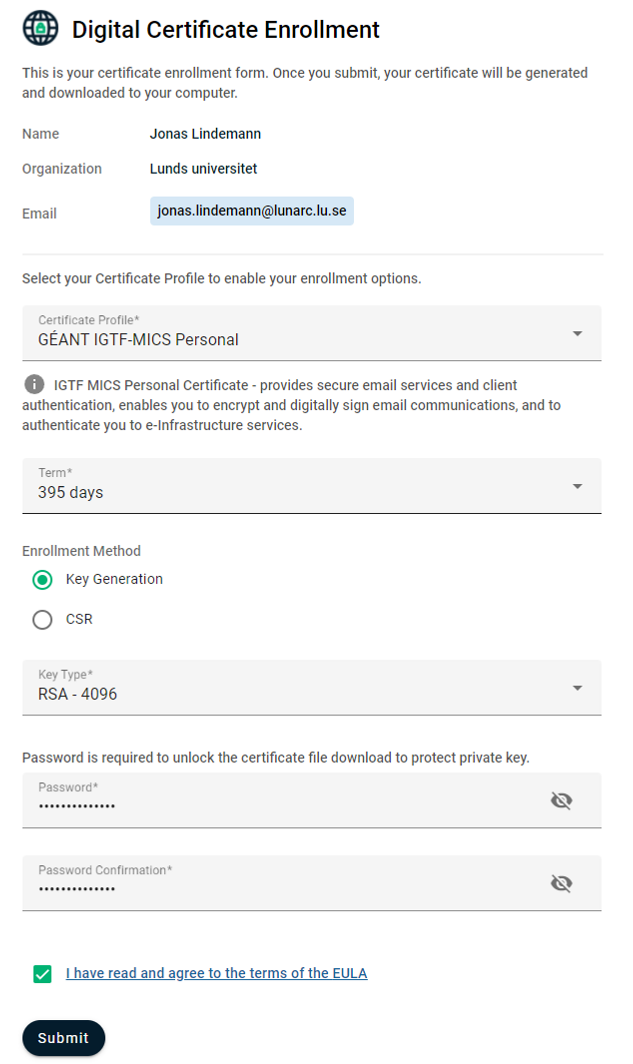 Digital Certificate Enrollment
This is your certificate enrollment form. Once you submit, your certificate will be generated
and downloaded to your computer.
Name Jonas Lindemann
Organization Lunds universitet
Email jonas.lindemann@lunarc.lu.se
Select your Certificate Profile to enable your enrollment options.
Certificate Profile*
GÉANT IGTF-MICS Personal
IGTF MICS Personal Certificate - provides secure email services and client
authentication, enables you to encrypt and digitally sign email communications, and to
authenticate you to e-Infrastructure services.
Term*
395 days
Enrollment Method
Key Generation
CSR
Key Type*
RSA - 4096
Password is required to unlock the certificate file download to protect private key.
Password*
••••••••••••••
Password Confirmation*
••••••••••••••
I have read and agree to the terms of the EULA
Submit